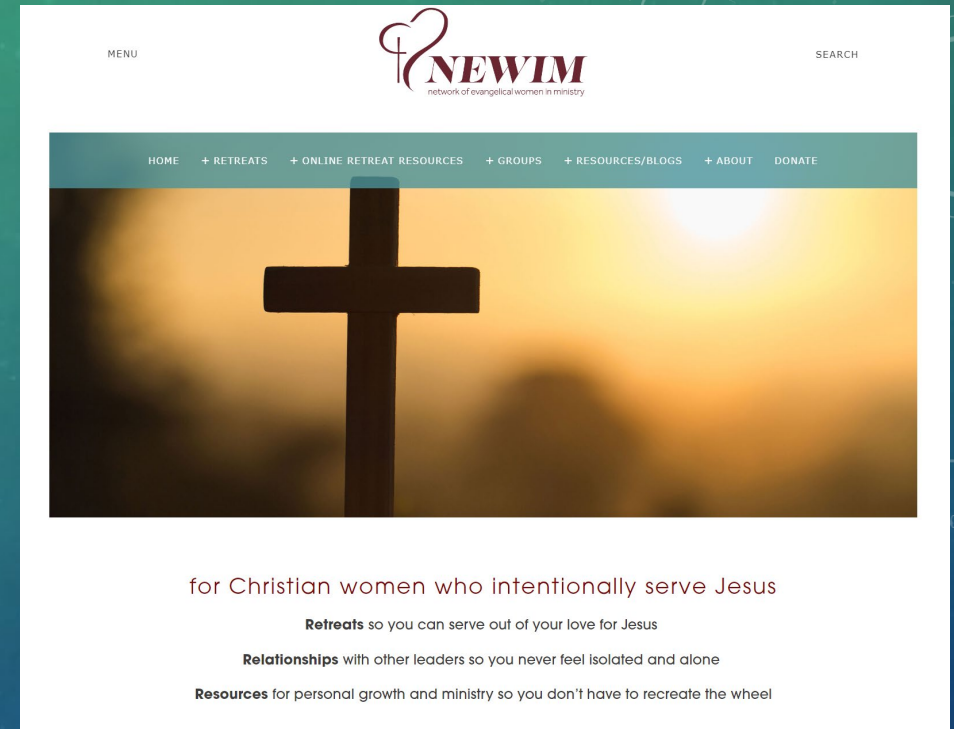 MENU
NEWIM
network of evangelical women in ministry
SEARCH
HOME + RETREATS + ONLINE RETREAT RESOURCES + GROUPS + RESOURCES/BLOGS + ABOUT DONATE
for Christian women who intentionally serve Jesus
Retreats so you can serve out of your love for Jesus
Relationships with other leaders so you never feel isolated and alone
Resources for personal growth and ministry so you don't have to recreate the wheel